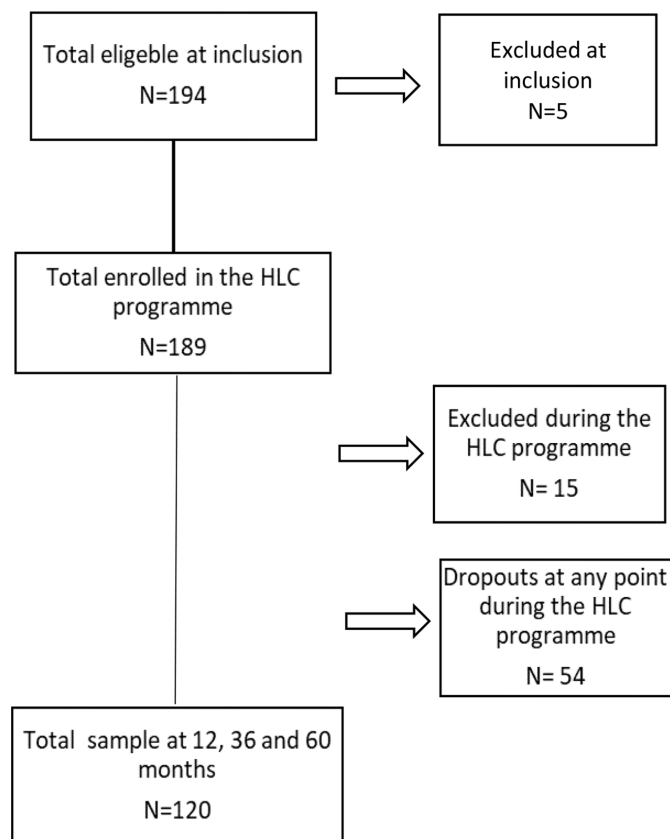 Total eligeble at inclusion
N=194
Excluded at
inclusion
N=5
Total enrolled in the HLC
programme
N=189
Excluded during the
HLC programme
N= 15
Dropouts at any point
during the HLC
programme
N= 54
Total sample at 12, 36 and 60
months
N=120